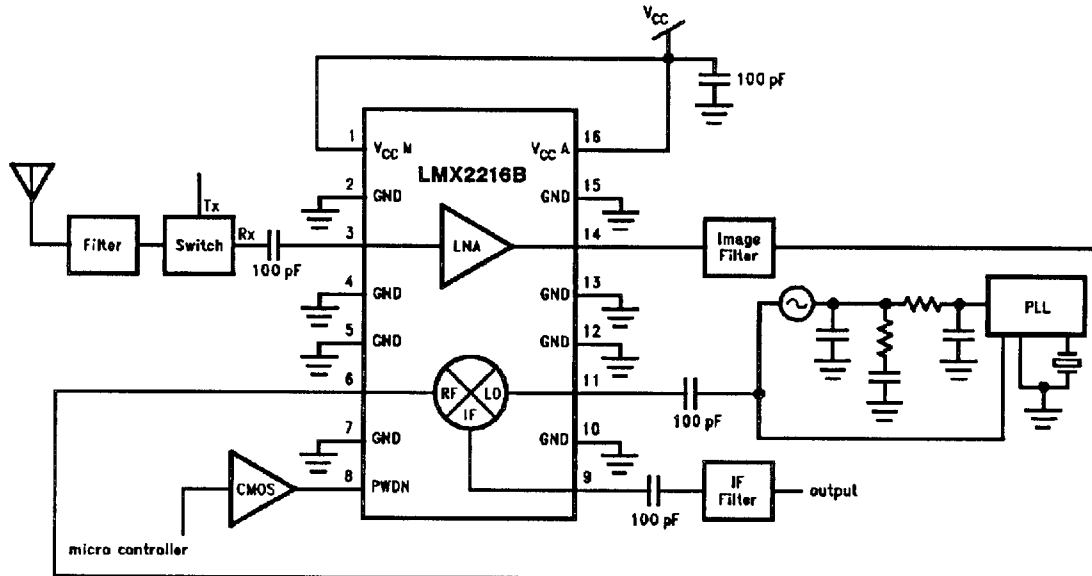 VCC
100 pF
1
VCC M
16
VCC A
LMX2216B
2
GND
15
GND
Tx
Filter
Switch
Rx
100 pF
3
LNA
14
Image
Filter
4
GND
13
GND
PLL
5
GND
12
GND
6
RF
LO
IF
11
100 pF
7
GND
10
GND
CMOS
8
PWDN
9
100 pF
IF
Filter
output
micro controller